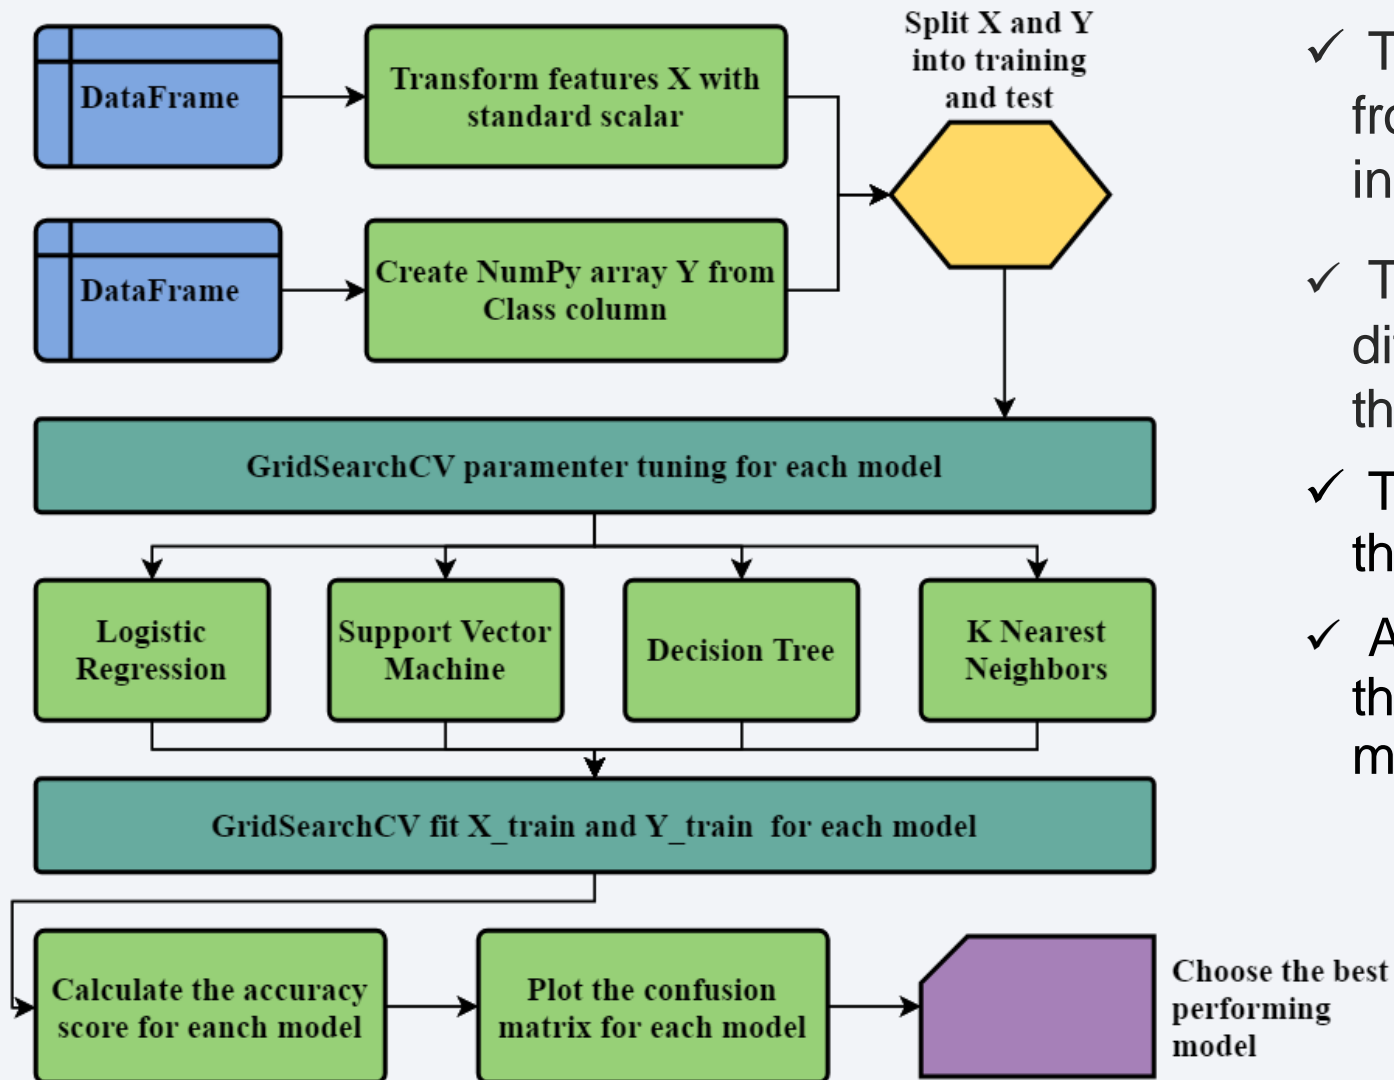 Split X and Y
into training
and test
DataFrame
Transform features X with
standard scalar
DataFrame
Create NumPy array Y from
Class column
GridSearchCV paramenter tuning for each model
Logistic
Regression
Support Vector
Machine
Decision Tree
K Nearest
Neighbors
GridSearchCV fit X_train and Y_train for each model
Calculate the accuracy
score for eanch model
Plot the confusion
matrix for each model
Choose the best
performing
model